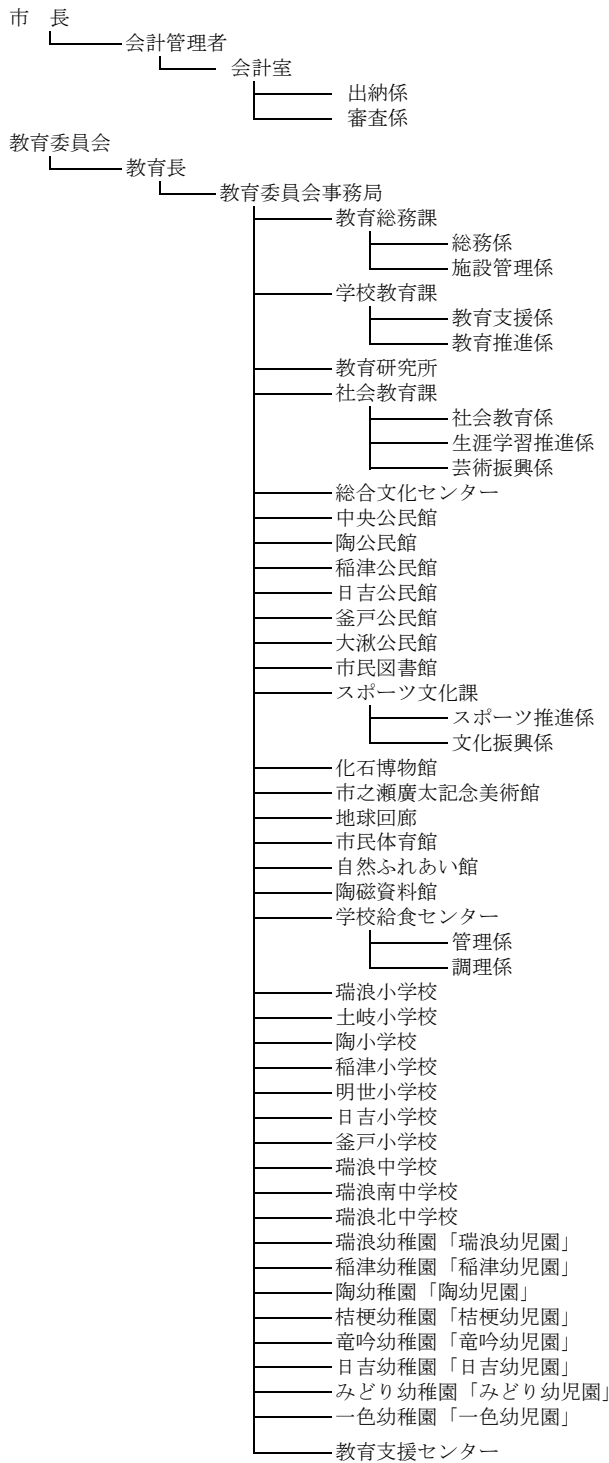 市　長
会計管理者
会計室
出納係
審査係
教育委員会
教育長
教育委員会事務局
教育総務課
総務係
施設管理係
学校教育課
教育支援係
教育推進係
教育研究所
社会教育課
社会教育係
生涯学習推進係
芸術振興係
総合文化センター
中央公民館
陶公民館
稲津公民館
日吉公民館
釜戸公民館
大湫公民館
市民図書館
スポーツ文化課
スポーツ推進係
文化振興係
化石博物館
市之瀬廣太記念美術館
地球回廊
市民体育館
自然ふれあい館
陶磁資料館
学校給食センター
管理係
調理係
瑞浪小学校
土岐小学校
陶小学校
稲津小学校
明世小学校
日吉小学校
釜戸小学校
瑞浪中学校
瑞浪南中学校
瑞浪北中学校
瑞浪幼稚園「瑞浪幼児園」
稲津幼稚園「稲津幼児園」
陶幼稚園「陶幼児園」
桔梗幼稚園「桔梗幼児園」
竜吟幼稚園「竜吟幼児園」
日吉幼稚園「日吉幼児園」
みどり幼稚園「みどり幼児園」
一色幼稚園「一色幼児園」
教育支援センター